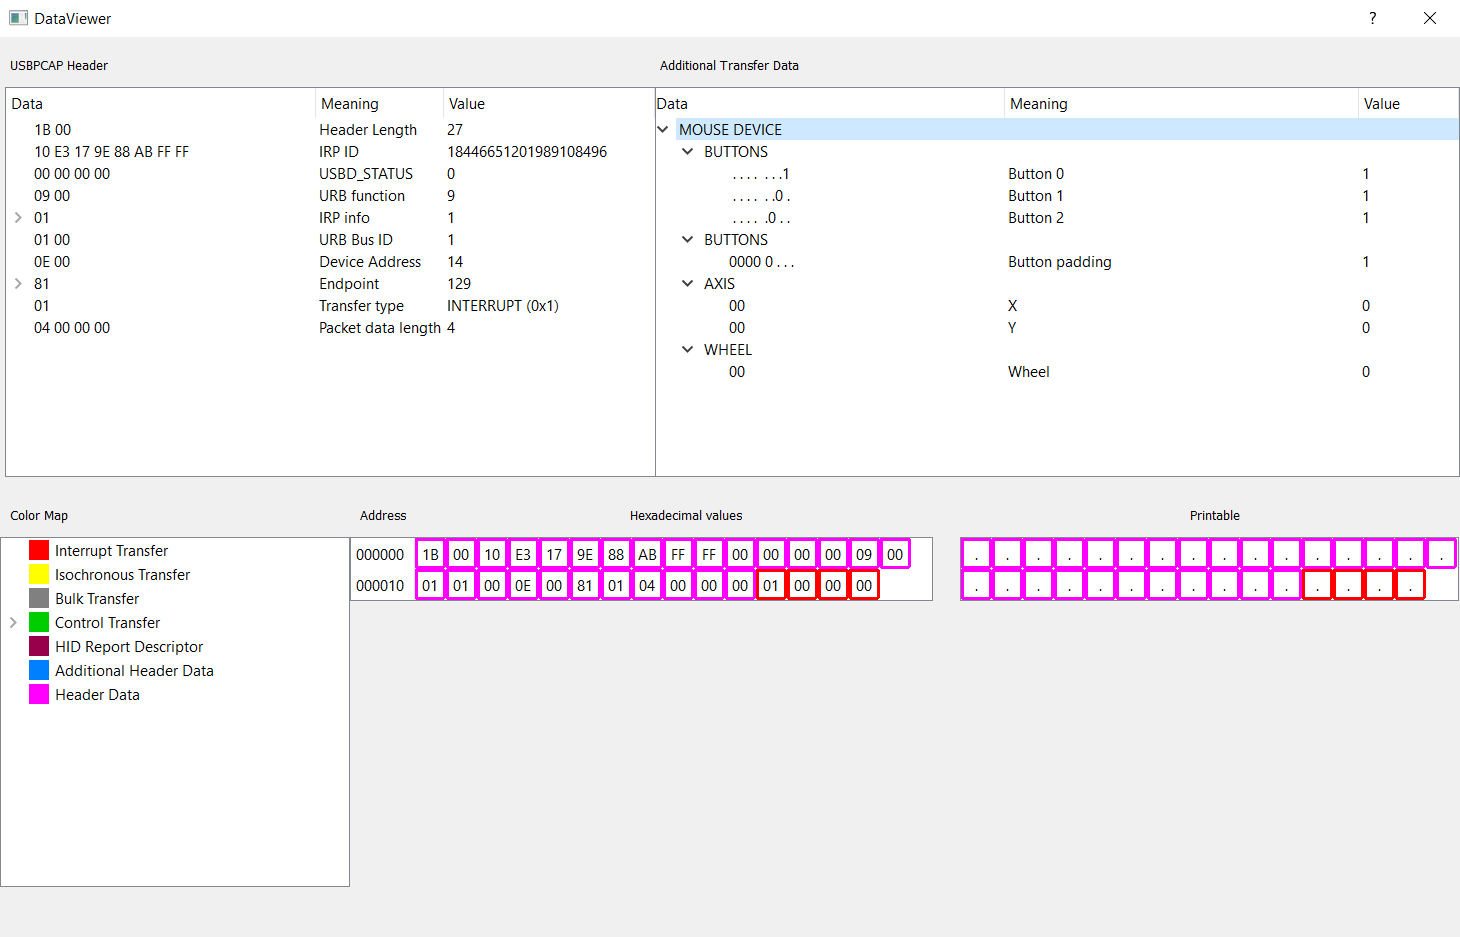 DataViewer
?
USBPCAP Header
Data Meaning Value
1B 00 Header Length 27
10 E3 17 9E 88 AB FF FF IRP ID 18446651201989108496
00 00 00 00 USBD_STATUS 0
09 00 URB function 9
01 IRP info 1
01 00 URB Bus ID 1
0E 00 Device Address 14
81 Endpoint 129
01 Transfer type INTERRUPT (0x1)
04 00 00 00 Packet data length 4
Additional Transfer Data
Data Meaning Value
MOUSE DEVICE
BUTTONS
.... ...1 Button 0 1
.... ..0. Button 1 1
.... .0.. Button 2 1
BUTTONS
0000 0... Button padding 1
AXIS
00 X 0
00 Y 0
WHEEL
00 Wheel 0
Color Map
Interrupt Transfer
Isochronous Transfer
Bulk Transfer
Control Transfer
HID Report Descriptor
Additional Header Data
Header Data
Address Hexadecimal values Printable
000000 1B 00 10 E3 17 9E 88 AB FF FF 00 00 00 00 09 00 . . . . . . . . . . . . . . . .
000010 01 01 00 0E 00 81 01 04 00 00 00 01 00 00 00 . . . . . . . . . . . . . . .